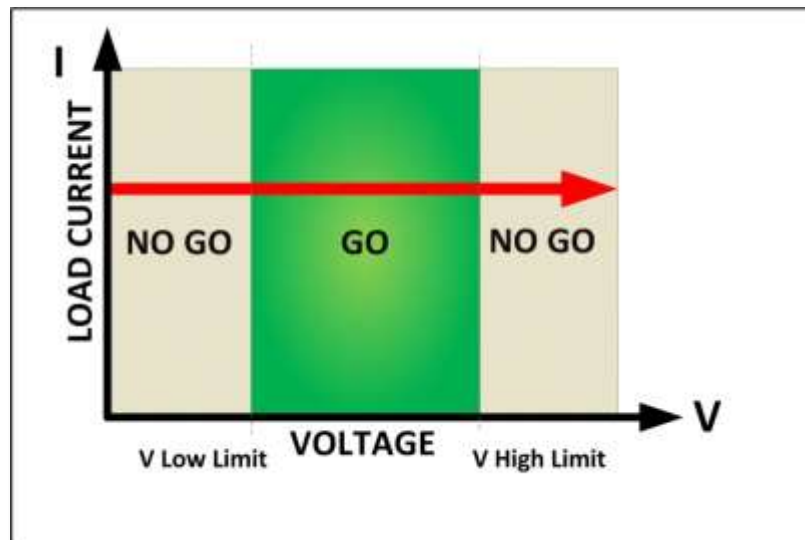 I
LOAD CURRENT
NO GO
GO
NO GO
V
VOLTAGE
V Low Limit
V High Limit